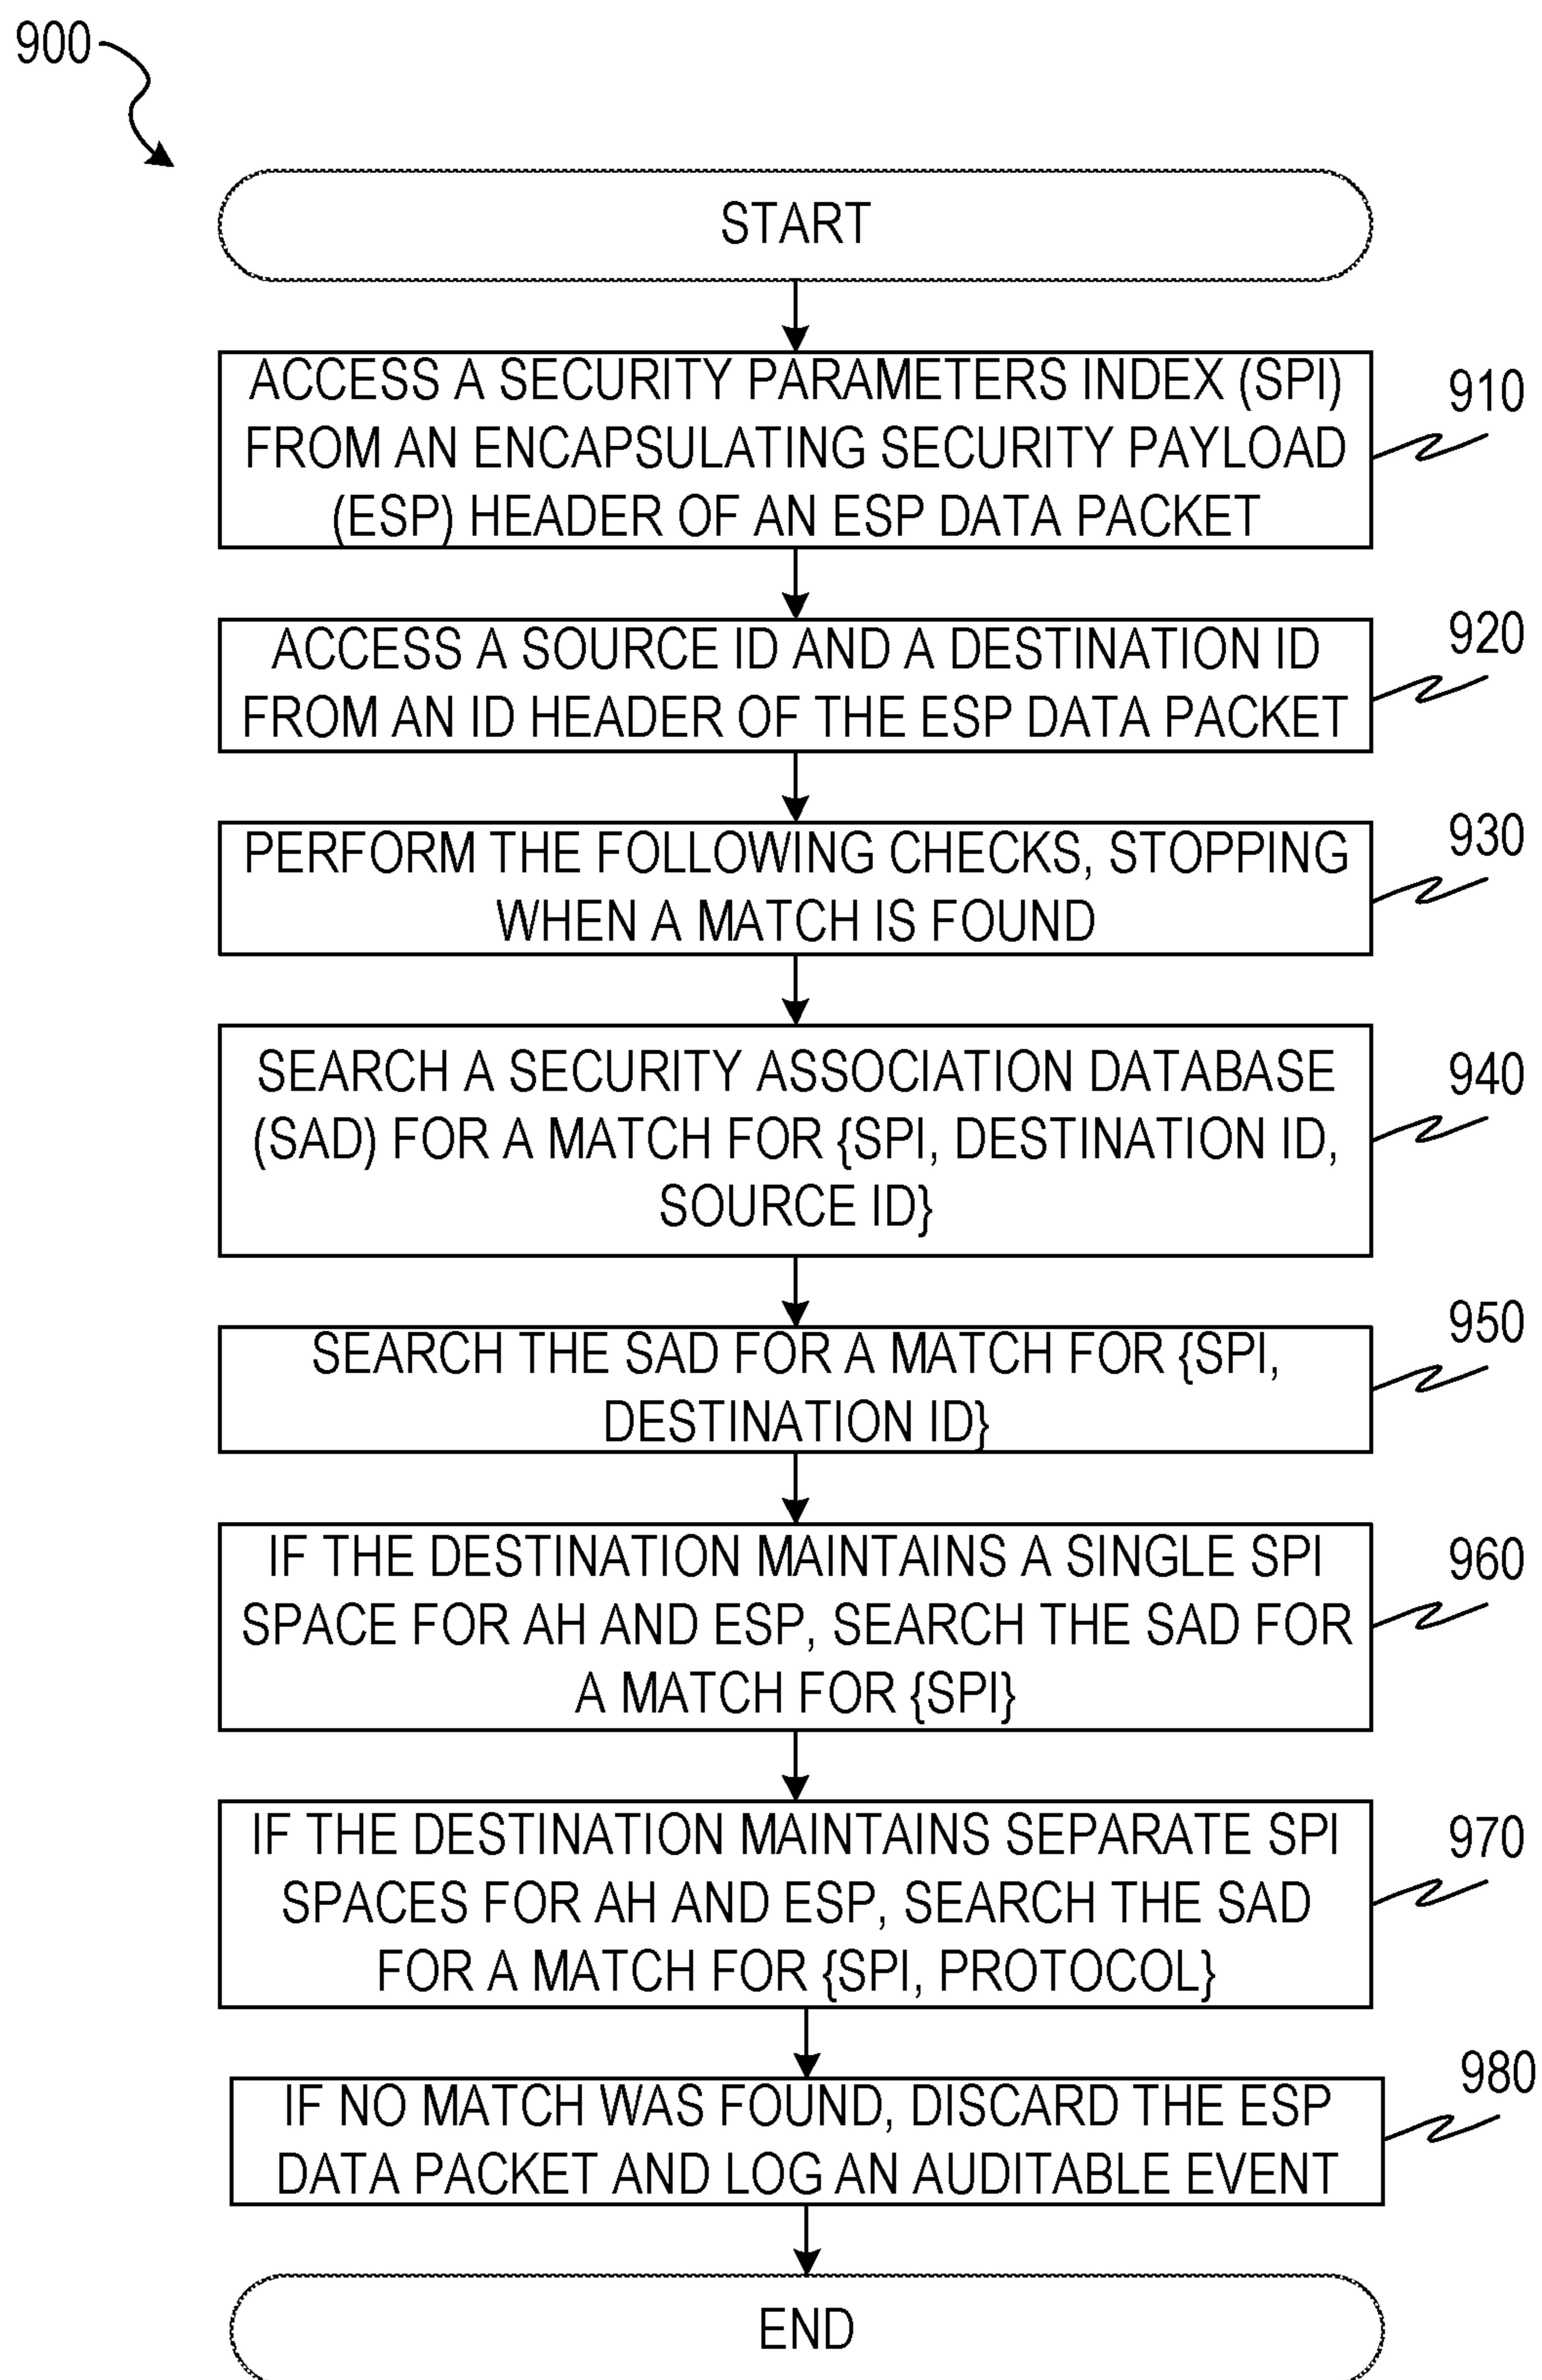 900
START
ACCESS A SECURITY PARAMETERS INDEX (SPI)
FROM AN ENCAPSULATING SECURITY PAYLOAD
(ESP) HEADER OF AN ESP DATA PACKET
910
ACCESS A SOURCE ID AND A DESTINATION ID
FROM AN ID HEADER OF THE ESP DATA PACKET
920
PERFORM THE FOLLOWING CHECKS, STOPPING
WHEN A MATCH IS FOUND
930
SEARCH A SECURITY ASSOCIATION DATABASE
(SAD) FOR A MATCH FOR {SPI, DESTINATION ID,
SOURCE ID}
940
SEARCH THE SAD FOR A MATCH FOR {SPI,
DESTINATION ID}
950
IF THE DESTINATION MAINTAINS A SINGLE SPI
SPACE FOR AH AND ESP, SEARCH THE SAD FOR
A MATCH FOR {SPI}
960
IF THE DESTINATION MAINTAINS SEPARATE SPI
SPACES FOR AH AND ESP, SEARCH THE SAD
FOR A MATCH FOR {SPI, PROTOCOL}
970
IF NO MATCH WAS FOUND, DISCARD THE ESP
DATA PACKET AND LOG AN AUDITABLE EVENT
980
END